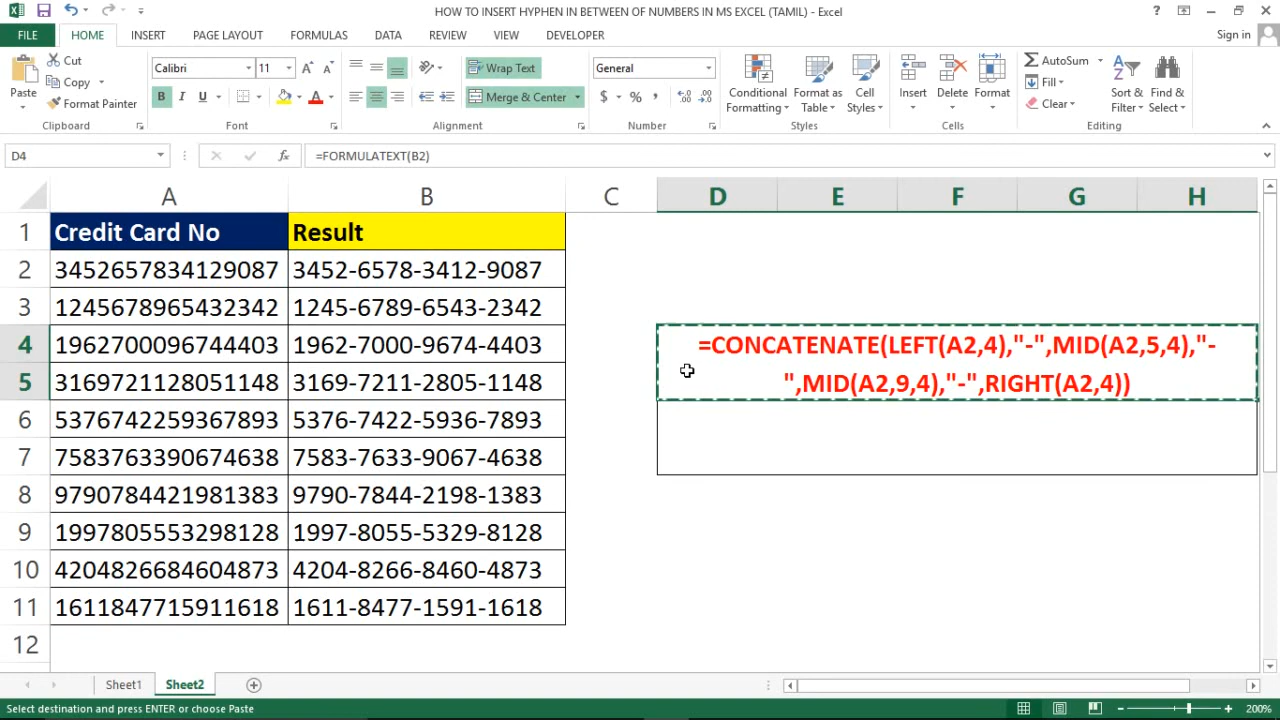 HOW TO INSERT HYPHEN IN BETWEEN OF NUMBERS IN MS EXCEL (TAMIL) - Excel
?
FILE HOME INSERT PAGE LAYOUT FORMULAS DATA REVIEW VIEW DEVELOPER Sign in
Paste
Cut
Copy
Format Painter
Clipboard
Calibri 11
B I U
Font
Wrap Text
Merge & Center
Alignment
General
$ % ,
Number
Conditional Formatting
Format as Table
Cell Styles
Styles
Insert Delete Format
Cells
AutoSum
Fill
Clear
Sort & Filter
Find & Select
Editing
D4 fx =FORMULATEXT(B2)
A B C D E F G H
1 Credit Card No Result
2 3452657834129087 3452-6578-3412-9087
3 1245678965432342 1245-6789-6543-2342
4 1962700096744403 1962-7000-9674-4403 =CONCATENATE(LEFT(A2,4),"-",MID(A2,5,4),"-
5 3169721128051148 3169-7211-2805-1148 ",MID(A2,9,4),"-",RIGHT(A2,4))
6 5376742259367893 5376-7422-5936-7893
7 7583763390674638 7583-7633-9067-4638
8 9790784421981383 9790-7844-2198-1383
9 1997805553298128 1997-8055-5329-8128
10 4204826684604873 4204-8266-8460-4873
11 1611847715911618 1611-8477-1591-1618
12
Sheet1 Sheet2
Select destination and press ENTER or choose Paste 200%